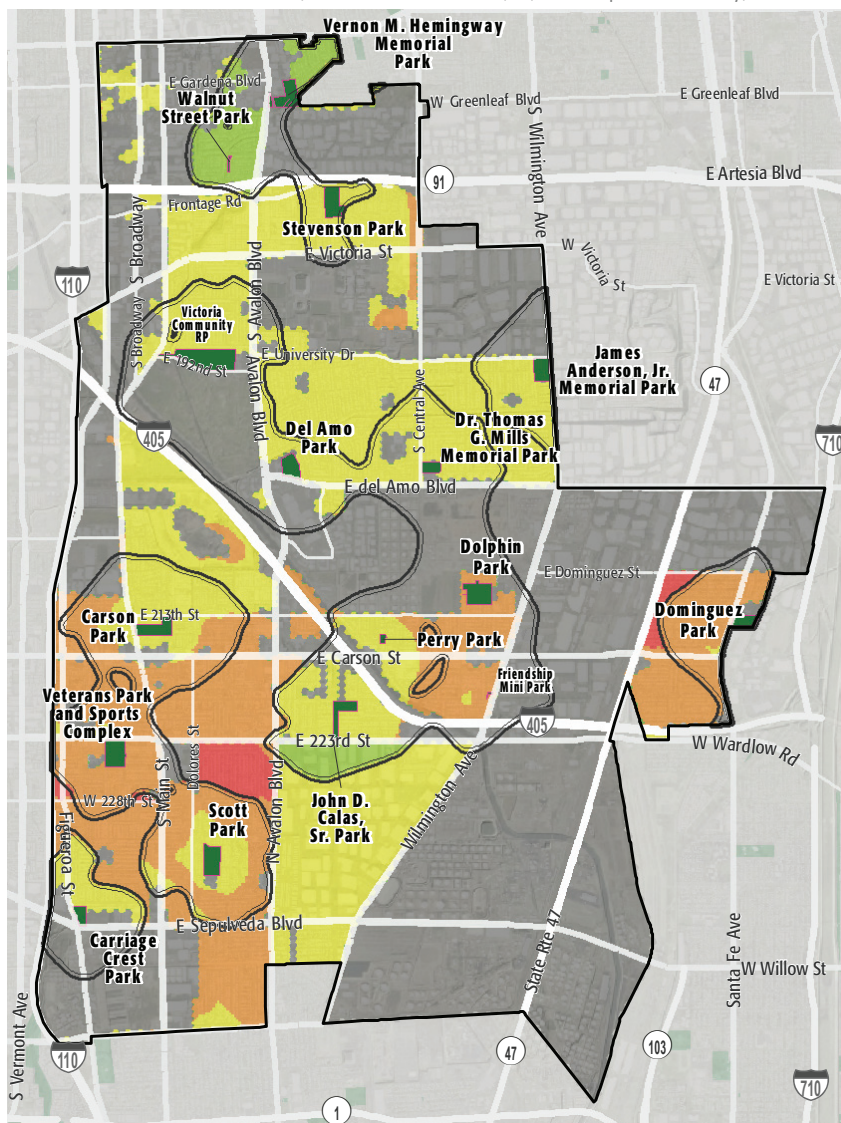 Vernon M. Hemingway
Memorial
Park
E Gardena Blvd
Walnut
Street Park
W Greenleaf Blvd
E Greenleaf Blvd
S Wilmington Ave
91
E Artesia Blvd
Frontage Rd
S Broadway
Stevenson Park
E Victoria St
W Victoria St
110
E Victoria St
S Avalon Blvd
Victoria
Community
RP
S Broadway
E University Dr
E 192nd St
James
Anderson, Jr.
Memorial Park
S Avalon Blvd
S Central Ave
47
405
Del Amo
Park
Dr. Thomas
G. Mills
Memorial Park
710
E del Amo Blvd
Dolphin
Park
E Dominguez St
Carson
Park
E 213th St
Dominguez
Park
Perry Park
E Carson St
Friendship
Mini Park
Veterans Park
and Sports
Complex
405
Dolores St
E 223rd St
W Wardlow Rd
W 228th St
S Main St
N Avalon Blvd
John D.
Calas,
Sr. Park
Wilmington Ave
Scott
Park
Figueroa St
E Sepulveda Blvd
Carriage
Crest
Park
State Rte 47
Santa Fe Ave
W Willow St
S Vermont Ave
110
47
103
710
1